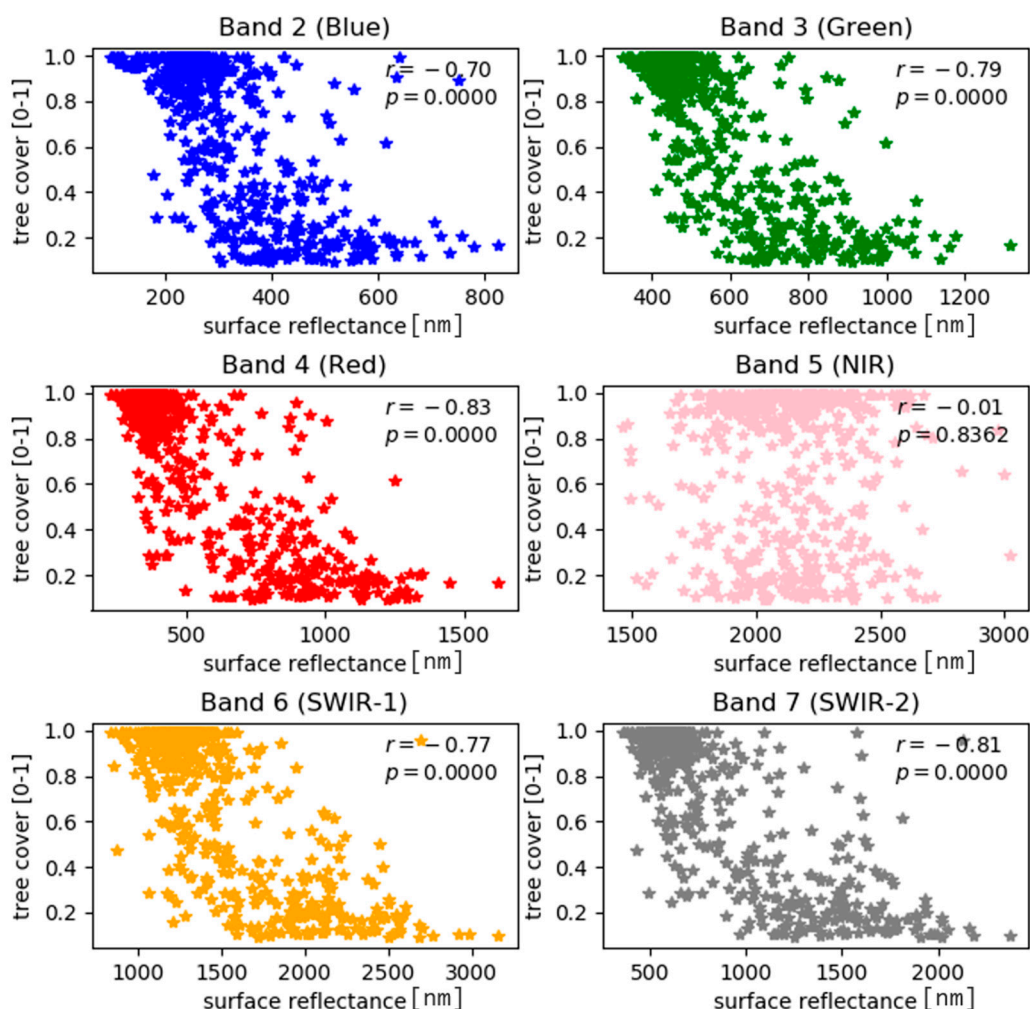 Band 2 (Blue)
1.0
0.8
0.6
0.4
0.2
tree cover [0-1]
r = −0.70
p = 0.0000
200 400 600 800
surface reflectance [nm]
Band 3 (Green)
1.0
0.8
0.6
0.4
0.2
tree cover [0-1]
r = −0.79
p = 0.0000
400 600 800 1000 1200
surface reflectance [nm]
Band 4 (Red)
1.0
0.8
0.6
0.4
0.2
tree cover [0-1]
r = −0.83
p = 0.0000
500 1000 1500
surface reflectance [nm]
Band 5 (NIR)
1.0
0.8
0.6
0.4
0.2
tree cover [0-1]
r = −0.01
p = 0.8362
1500 2000 2500 3000
surface reflectance [nm]
Band 6 (SWIR-1)
1.0
0.8
0.6
0.4
0.2
tree cover [0-1]
r = −0.77
p = 0.0000
1000 1500 2000 2500 3000
surface reflectance [nm]
Band 7 (SWIR-2)
1.0
0.8
0.6
0.4
0.2
tree cover [0-1]
r = −0.81
p = 0.0000
500 1000 1500 2000
surface reflectance [nm]